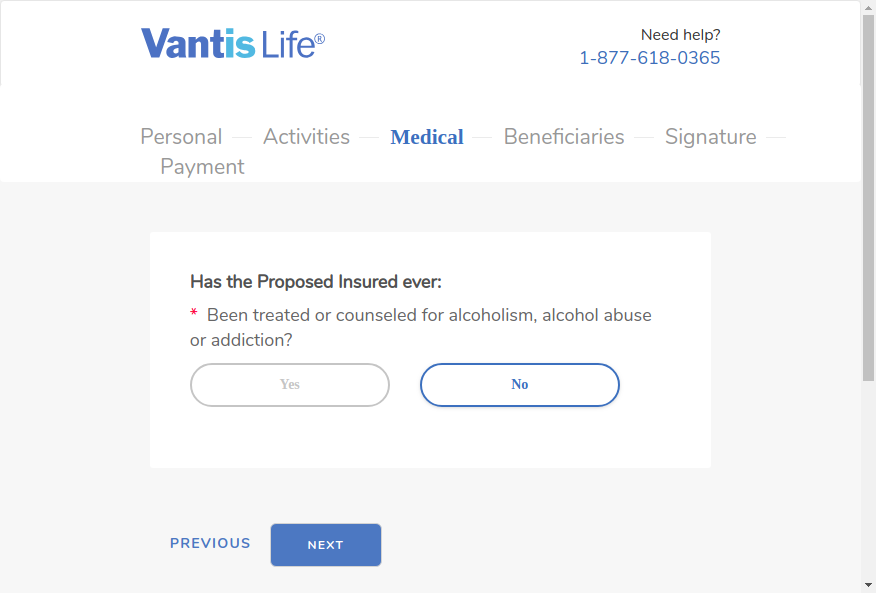 Vantis Life®
Need help?
1-877-618-0365
Personal Activities Medical Beneficiaries Signature
Payment
Has the Proposed Insured ever:
* Been treated or counseled for alcoholism, alcohol abuse
or addiction?
Yes No
PREVIOUS NEXT